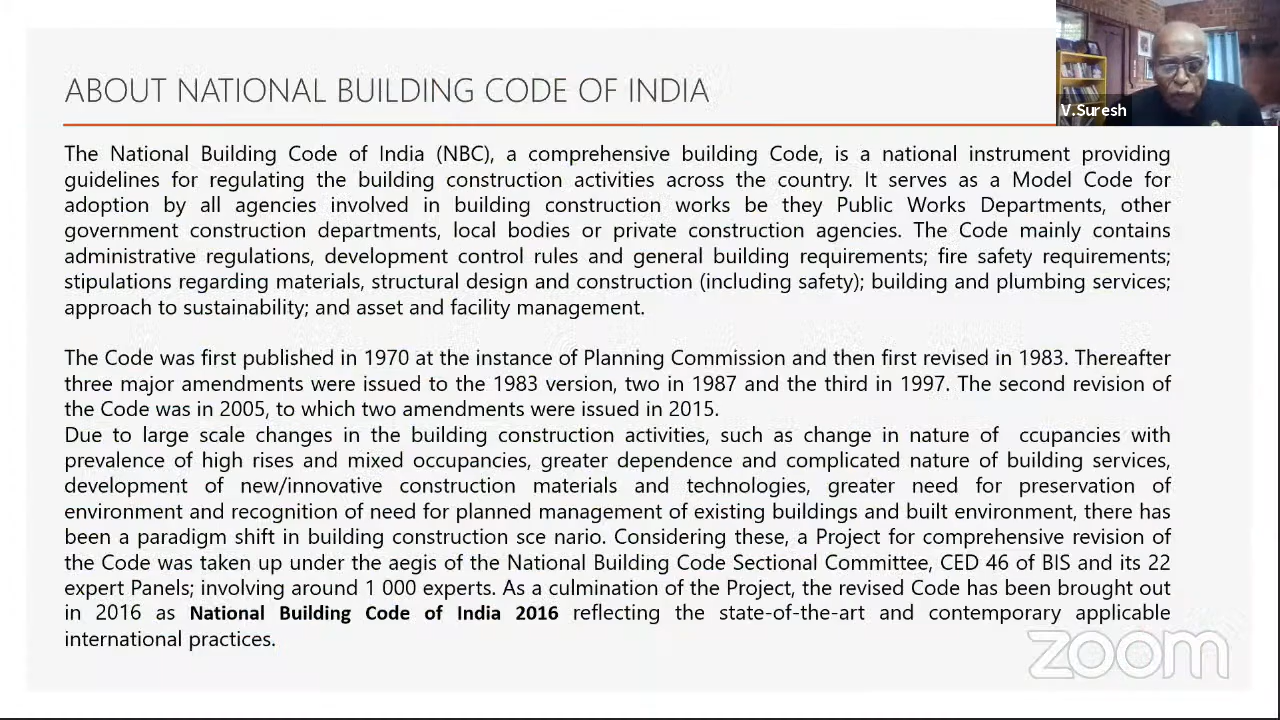 ABOUT NATIONAL BUILDING CODE OF INDIA
V.Suresh
The National Building Code of India (NBC), a comprehensive building Code, is a national instrument providing
guidelines for regulating the building construction activities across the country. It serves as a Model Code for
adoption by all agencies involved in building construction works be they Public Works Departments, other
government construction departments, local bodies or private construction agencies. The Code mainly contains
administrative regulations, development control rules and general building requirements; fire safety requirements;
stipulations regarding materials, structural design and construction (including safety); building and plumbing services;
approach to sustainability; and asset and facility management.
The Code was first published in 1970 at the instance of Planning Commission and then first revised in 1983. Thereafter
three major amendments were issued to the 1983 version, two in 1987 and the third in 1997. The second revision of
the Code was in 2005, to which two amendments were issued in 2015.
Due to large scale changes in the building construction activities, such as change in nature of  ccupancies with
prevalence of high rises and mixed occupancies, greater dependence and complicated nature of building services,
development of new/innovative construction materials and technologies, greater need for preservation of
environment and recognition of need for planned management of existing buildings and built environment, there has
been a paradigm shift in building construction sce nario. Considering these, a Project for comprehensive revision of
the Code was taken up under the aegis of the National Building Code Sectional Committee, CED 46 of BIS and its 22
expert Panels; involving around 1 000 experts. As a culmination of the Project, the revised Code has been brought out
in 2016 as National Building Code of India 2016 reflecting the state-of-the-art and contemporary applicable
international practices.
zoom